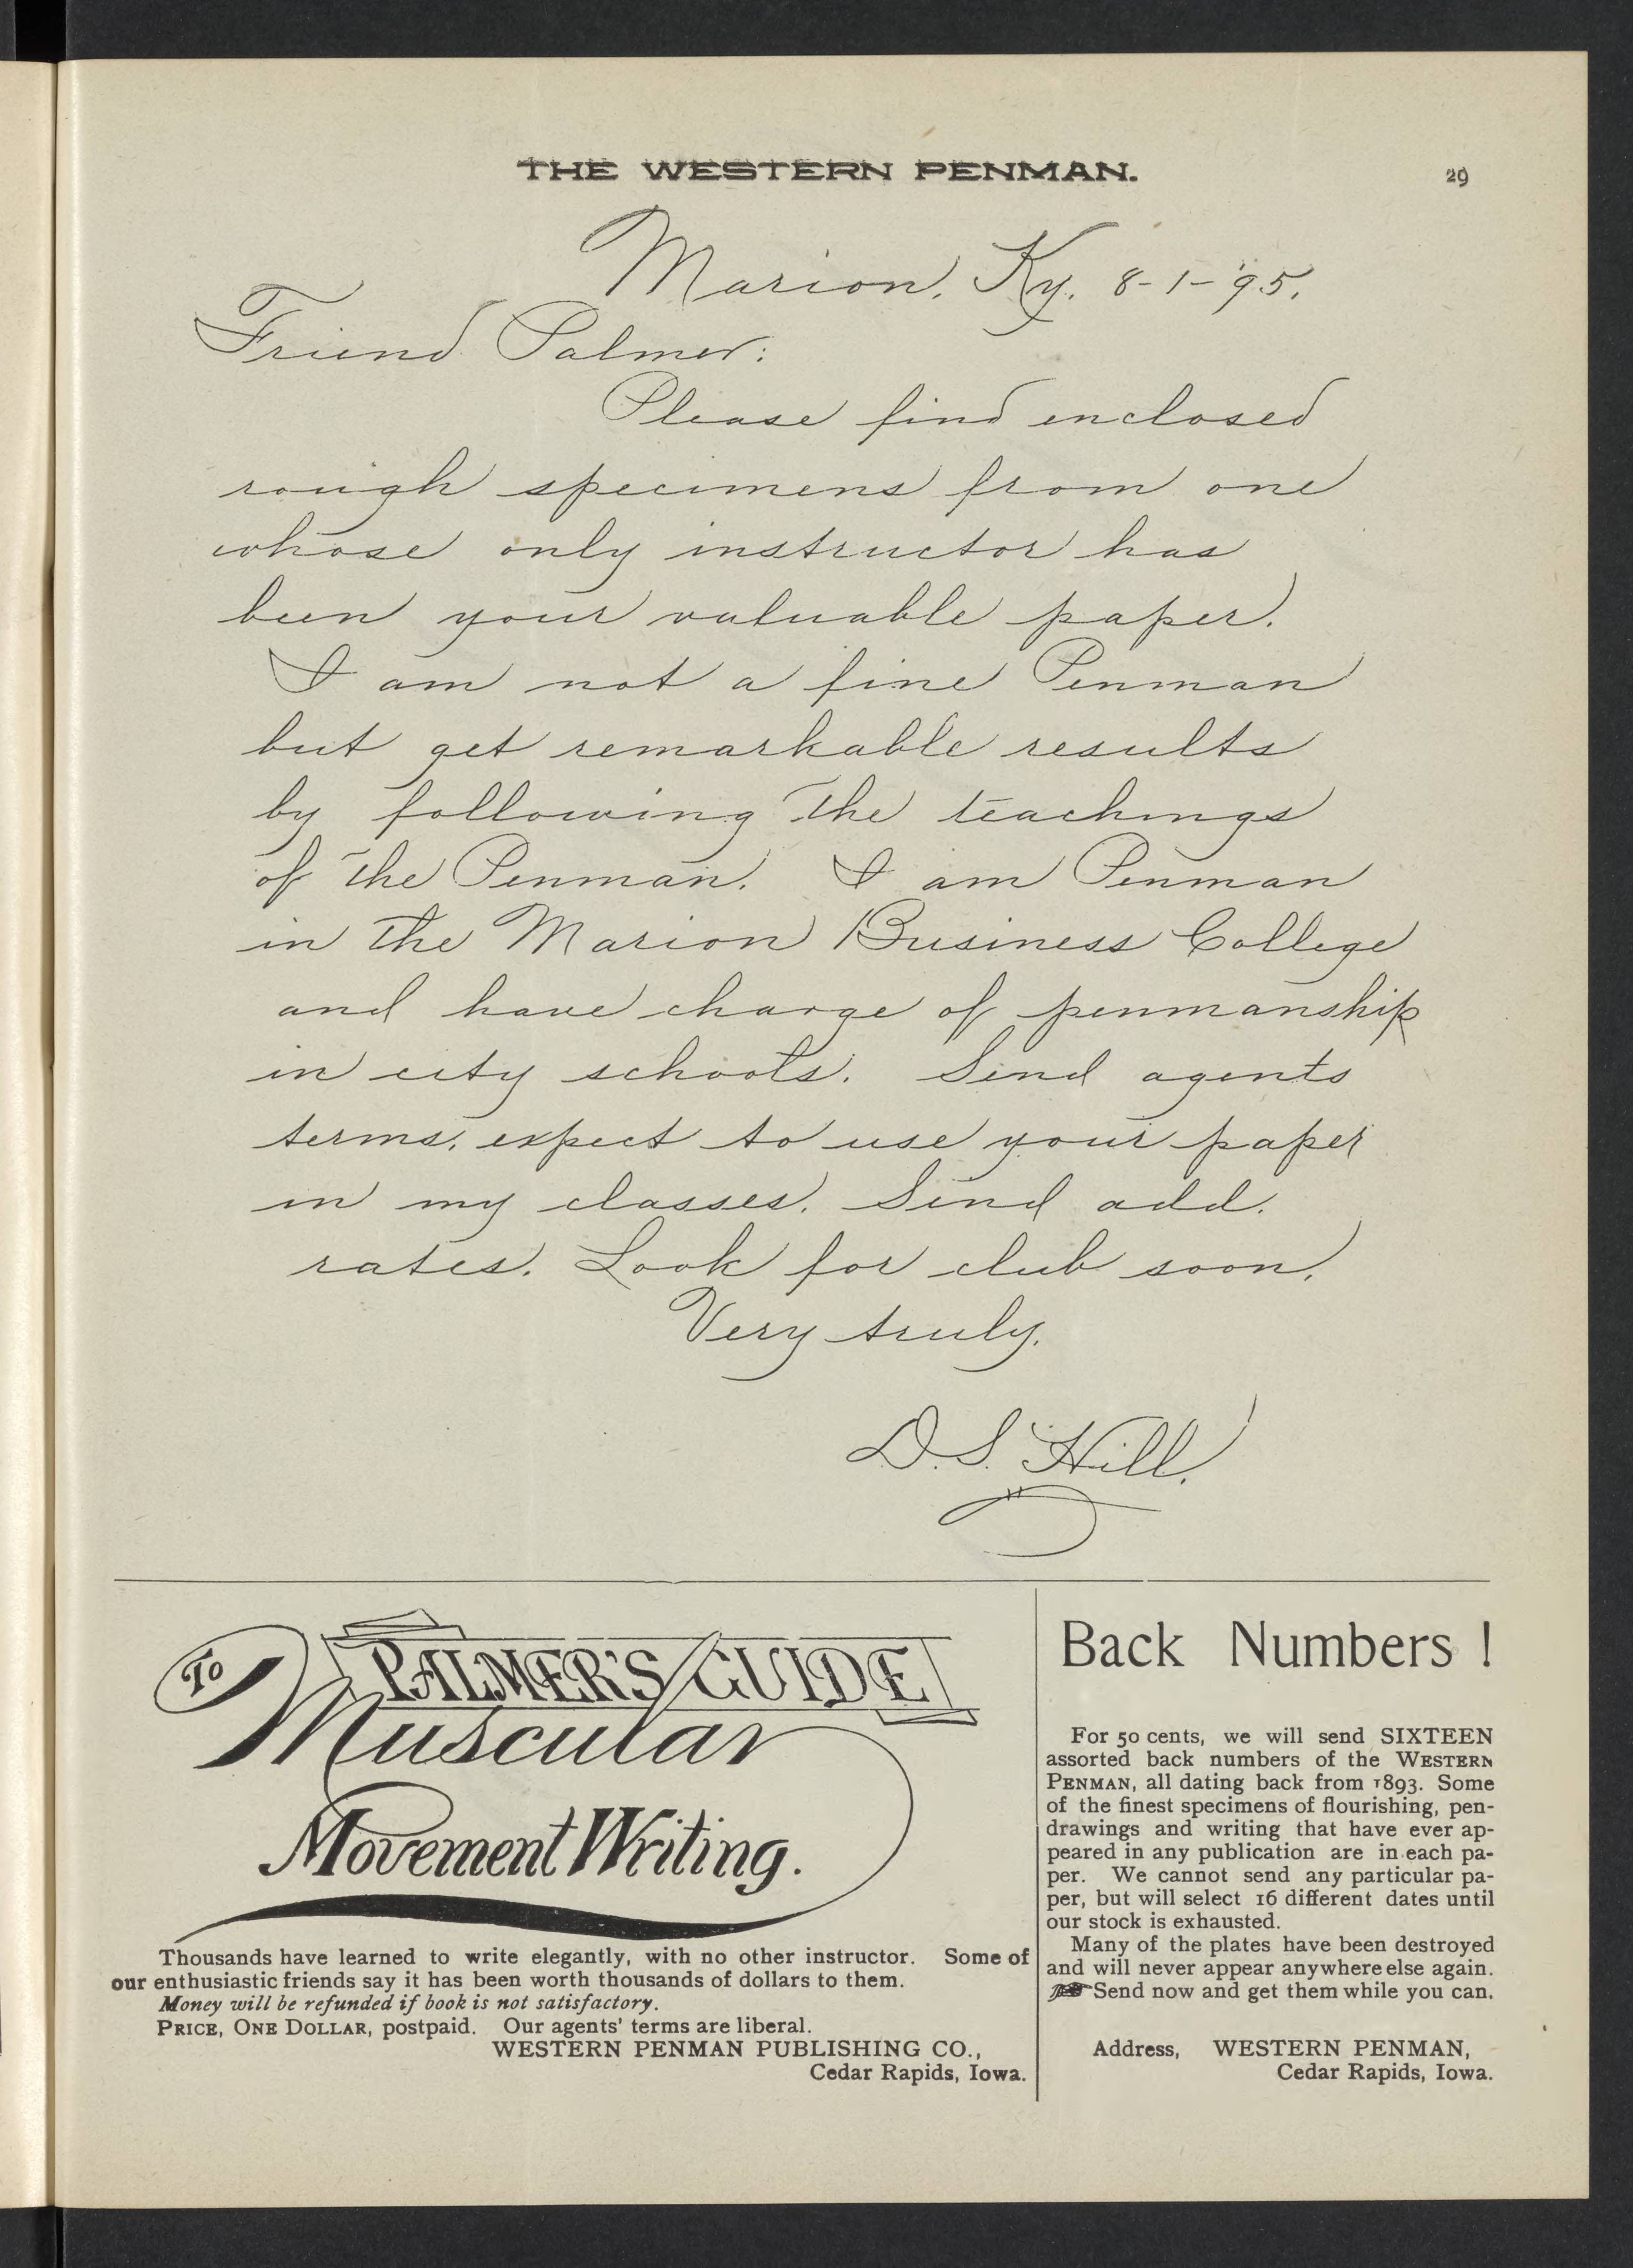 THE WESTERN PENMAN.
29
Marion, Ky. 8-1-'95.
Friend Palmer:
Please find enclosed
rough specimens from one
whose only instructor has
been your valuable paper.
I am not a fine Penman
but get remarkable results
by following the teachings
of the Penman. I am Penman
in the Marion Business College
and have charge of penmanship
in city schools. Send agents
terms, expect to use your paper
in my classes. Send add.
rates. Look for club soon.
Very truly,
D.S. Hill.
To
PALMER'S GUIDE
Muscular
Movement Writing.
Thousands have learned to write elegantly, with no other instructor. Some of
our enthusiastic friends say it has been worth thousands of dollars to them.
Money will be refunded if book is not satisfactory.
PRICE, ONE DOLLAR, postpaid. Our agents' terms are liberal.
WESTERN PENMAN PUBLISHING CO.,
Cedar Rapids, Iowa.
Back Numbers !
For 50 cents, we will send SIXTEEN
assorted back numbers of the WESTERN
PENMAN, all dating back from 1893. Some
of the finest specimens of flourishing, pen-
drawings and writing that have ever ap-
peared in any publication are in each pa-
per. We cannot send any particular pa-
per, but will select 16 different dates until
our stock is exhausted.
Many of the plates have been destroyed
and will never appear anywhere else again.
Send now and get them while you can.
Address, WESTERN PENMAN,
Cedar Rapids, Iowa.